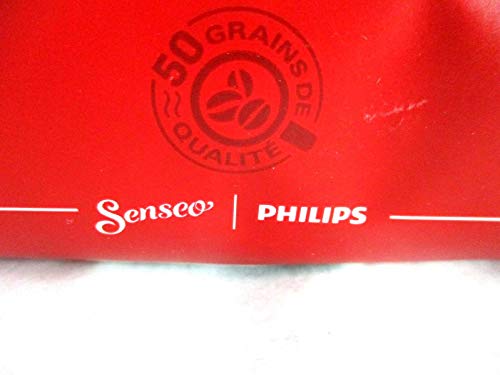 50 GRAINS DE
QUALITÉ
Senseo | PHILIPS